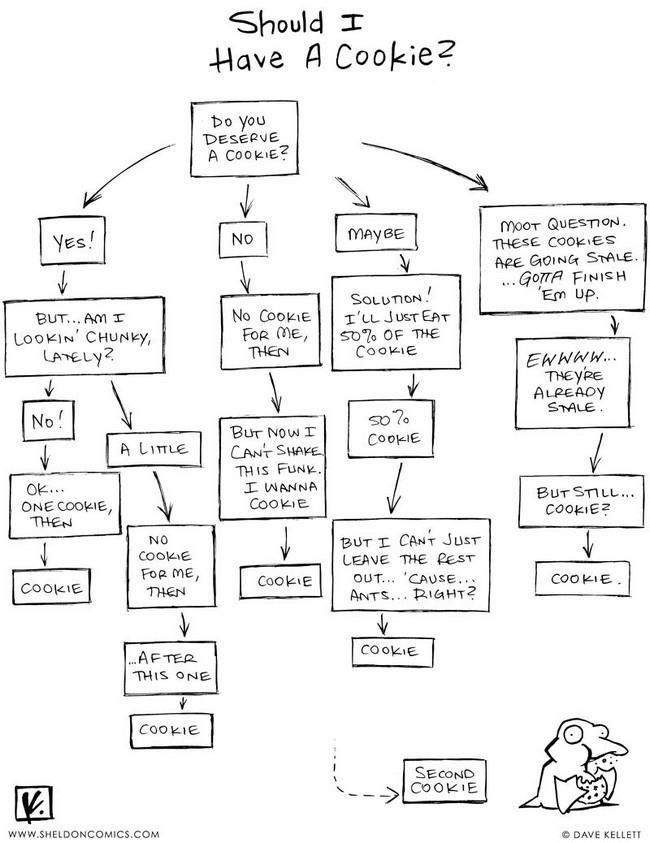 Should I
Have A Cookie?
DO YOU
DESERVE
A COOKIE?
YES!
BUT... AM I
LOOKIN' CHUNKY,
LATELY?
NO!
OK...
ONE COOKIE,
THEN
COOKIE
A LITTLE
NO
COOKIE
FOR ME,
THEN
...AFTER
THIS ONE
COOKIE
NO
NO COOKIE
FOR ME,
THEN
BUT NOW I
CAN'T SHAKE
THIS FUNK.
I WANNA
COOKIE
COOKIE
MAYBE
SOLUTION!
I'LL JUST EAT
50% OF THE
COOKIE
50%
COOKIE
BUT I CAN'T JUST
LEAVE THE REST
OUT... 'CAUSE...
ANTS... RIGHT?
COOKIE
MOOT QUESTION.
THESE COOKIES
ARE GOING STALE.
...GOTTA FINISH
'EM UP.
EWWWW...
THEY'RE
ALREADY
STALE.
BUT STILL...
COOKIE?
COOKIE.
SECOND
COOKIE
WWW.SHELDONCOMICS.COM
© DAVE KELLETT